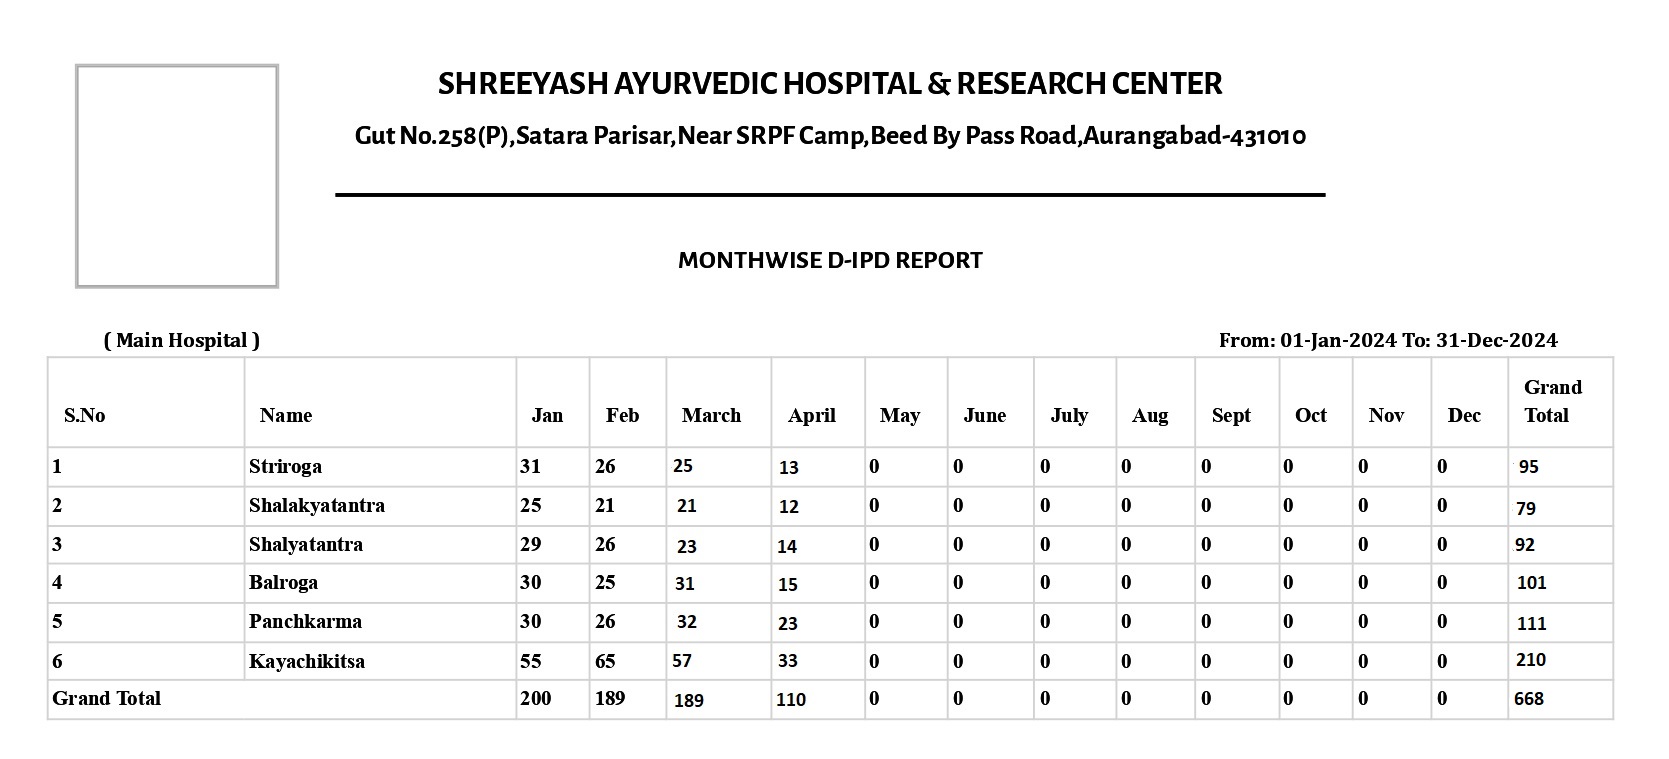 SHREEYASH AYURVEDIC HOSPITAL & RESEARCH CENTER
Gut No.258(P),Satara Parisar,Near SRPF Camp,Beed By Pass Road,Aurangabad-431010
MONTHWISE D-IPD REPORT
( Main Hospital ) From: 01-Jan-2024 To: 31-Dec-2024
S.No Name Jan Feb March April May June July Aug Sept Oct Nov Dec Grand Total
1 Striroga 31 26 25 13 0 0 0 0 0 0 0 0 95
2 Shalakyatantra 25 21 21 12 0 0 0 0 0 0 0 0 79
3 Shalyatantra 29 26 23 14 0 0 0 0 0 0 0 0 92
4 Balroga 30 25 31 15 0 0 0 0 0 0 0 0 101
5 Panchkarma 30 26 32 23 0 0 0 0 0 0 0 0 111
6 Kayachikitsa 55 65 57 33 0 0 0 0 0 0 0 0 210
Grand Total 200 189 189 110 0 0 0 0 0 0 0 0 668